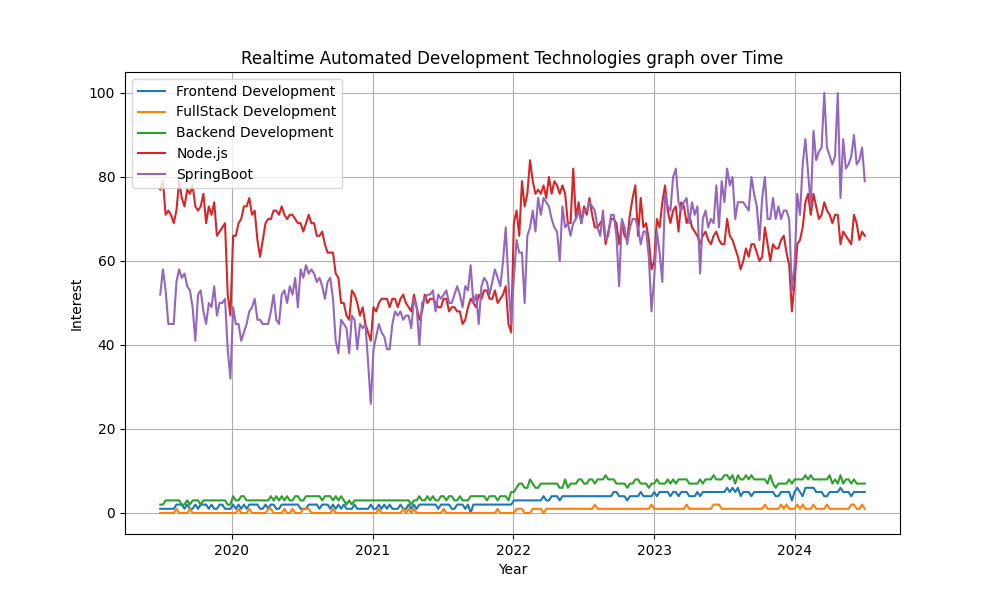 Realtime Automated Development Technologies graph over Time
Frontend Development
FullStack Development
Backend Development
Node.js
SpringBoot
100
80
60
40
20
0
Interest
2020
2021
2022
2023
2024
Year